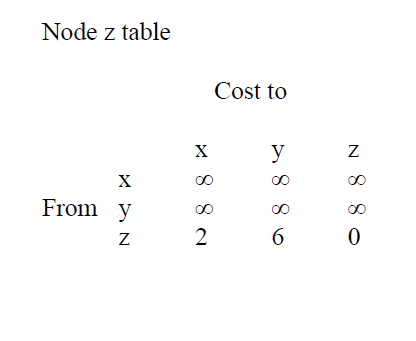 Node z table
Cost to
x y z
x ∞ ∞ ∞
From y ∞ ∞ ∞
z 2 6 0